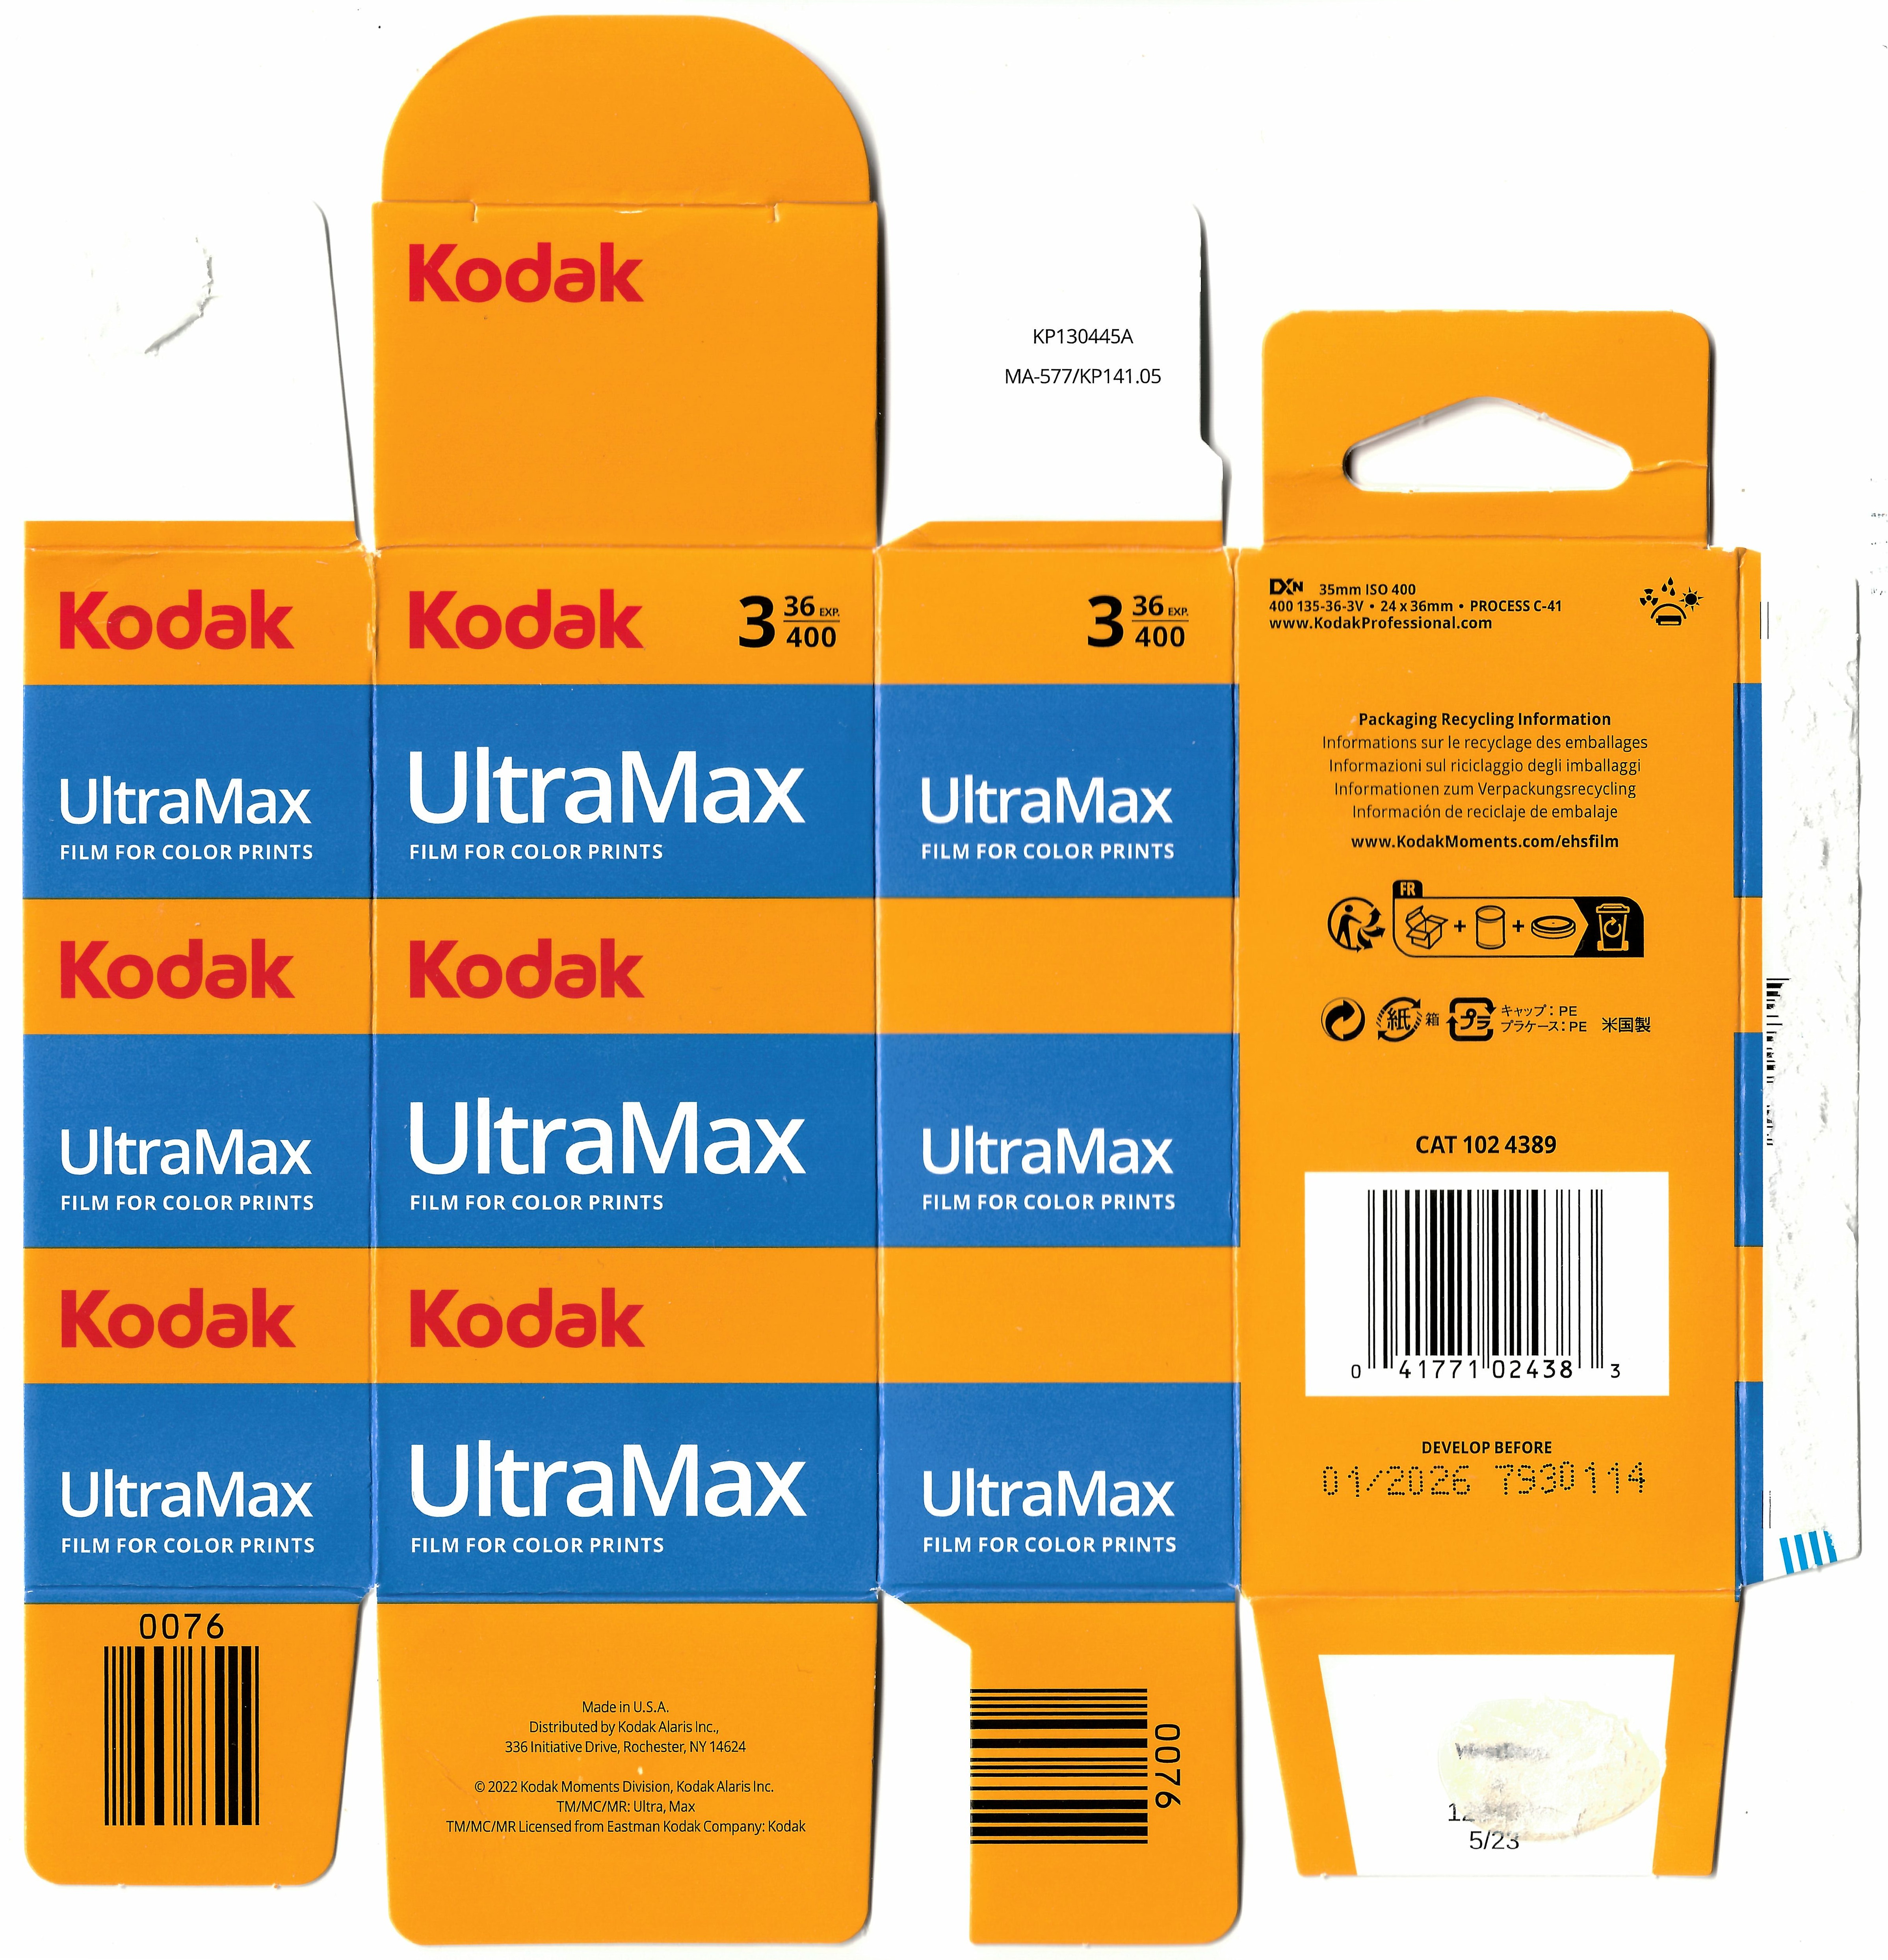 Kodak
KP130445A
MA-577/KP141.05
Kodak
UltraMax
FILM FOR COLOR PRINTS
Kodak
UltraMax
FILM FOR COLOR PRINTS
Kodak
UltraMax
FILM FOR COLOR PRINTS
0076
Kodak
3 36 EXP.
400
UltraMax
FILM FOR COLOR PRINTS
Kodak
UltraMax
FILM FOR COLOR PRINTS
Kodak
UltraMax
FILM FOR COLOR PRINTS
Made in U.S.A.
Distributed by Kodak Alaris Inc.,
336 Initiative Drive, Rochester, NY 14624
© 2022 Kodak Moments Division, Kodak Alaris Inc.
TM/MC/MR: Ultra, Max
TM/MC/MR Licensed from Eastman Kodak Company: Kodak
3 36 EXP.
400
UltraMax
FILM FOR COLOR PRINTS
UltraMax
FILM FOR COLOR PRINTS
UltraMax
FILM FOR COLOR PRINTS
0076
DXN 35mm ISO 400
400 135-36-3V • 24 x 36mm • PROCESS C-41
www.KodakProfessional.com
Packaging Recycling Information
Informations sur le recyclage des emballages
Informazioni sul riciclaggio degli imballaggi
Informationen zum Verpackungsrecycling
Información de reciclaje de embalaje
www.KodakMoments.com/ehsfilm
FR
+ +
紙 箱 プラ キャップ：PE
プラケース：PE 米国製
CAT 102 4389
0 41771 02438 3
DEVELOP BEFORE
01/2026 7930114
5/23